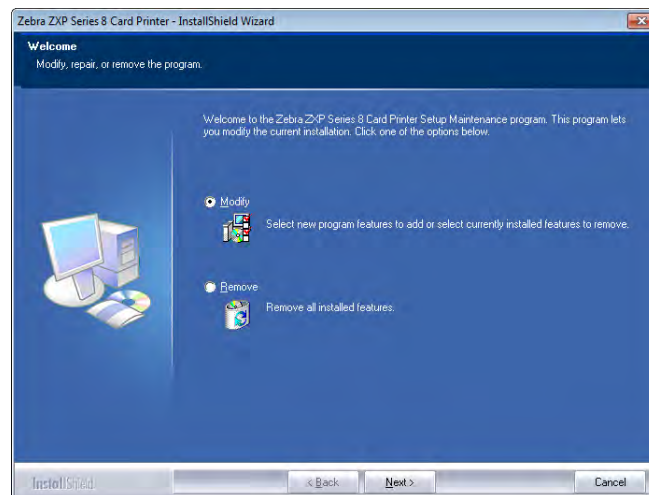 Zebra ZXP Series 8 Card Printer - InstallShield Wizard
Welcome
Modify, repair, or remove the program.
Welcome to the Zebra ZXP Series 8 Card Printer Setup Maintenance program. This program lets
you modify the current installation. Click one of the options below.
Modify
Select new program features to add or select currently installed features to remove.
Remove
Remove all installed features.
InstallShield
< Back
Next >
Cancel